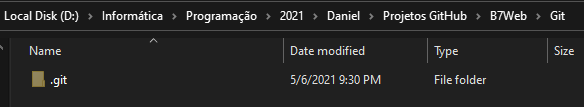 Local Disk (D:) > Informática > Programação > 2021 > Daniel > Projetos GitHub > B7Web > Git
Name Date modified Type Size
.git 5/6/2021 9:30 PM File folder